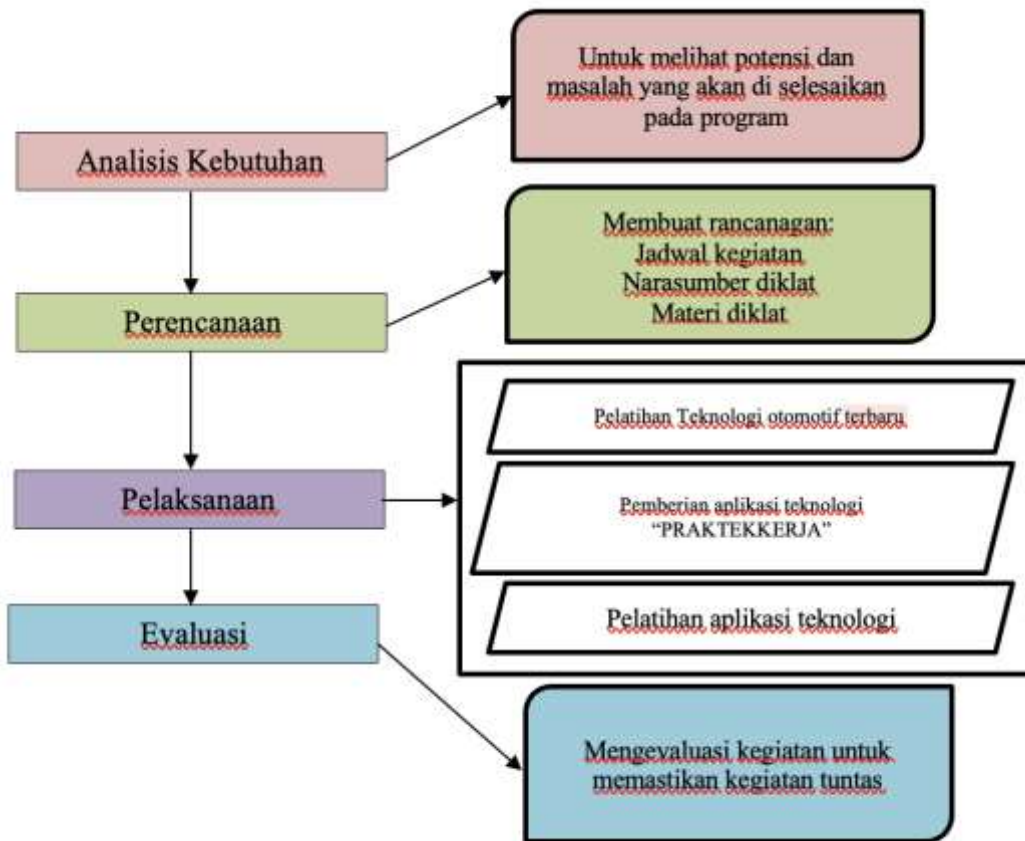 Untuk melihat potensi dan
masalah yang akan di selesaikan
pada program
Analisis Kebutuhan
Membuat rancanagan:
Jadwal kegiatan
Narasumber diklat
Materi diklat
Perencanaan
Pelatihan Teknologi otomotif terbaru
Pemberian aplikasi teknologi
“PRAKTEKKERJA”
Pelatihan aplikasi teknologi
Pelaksanaan
Evaluasi
Mengevaluasi kegiatan untuk
memastikan kegiatan tuntas